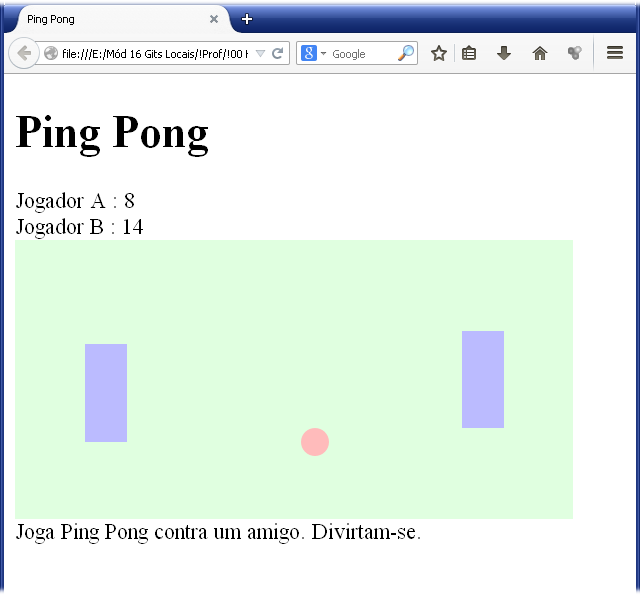 Ping Pong
file:///E:/Mód 16 Gits Locais/!Prof/!00
Google
Ping Pong
Jogador A : 8
Jogador B : 14
Joga Ping Pong contra um amigo. Divirtam-se.